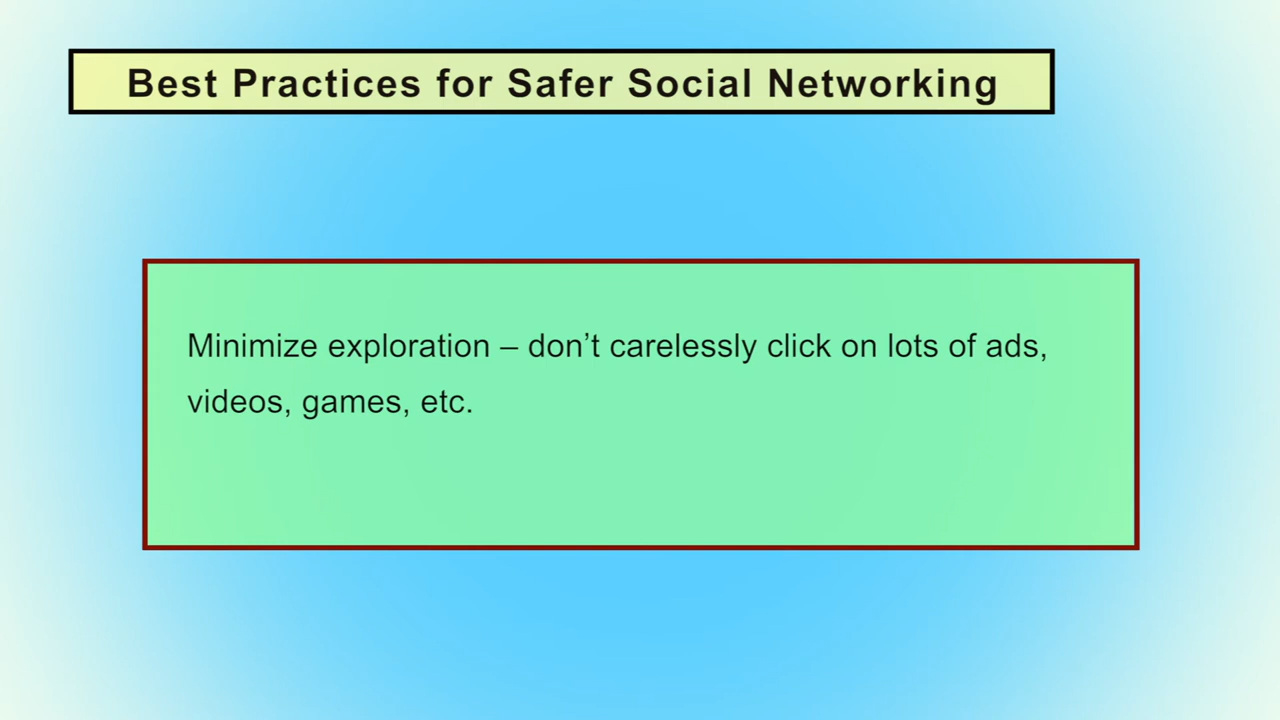 Best Practices for Safer Social Networking
Minimize exploration – don’t carelessly click on lots of ads,
videos, games, etc.